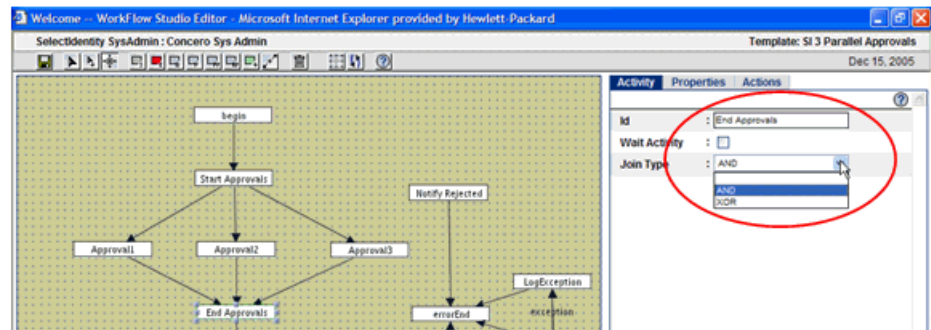 Welcome -- WorkFlow Studio Editor - Microsoft Internet Explorer provided by Hewlett-Packard
SelectIdentity SysAdmin : Concero Sys Admin
Template: SI 3 Parallel Approvals
Dec 15, 2005
Activity Properties Actions
begin
Id : End Approvals
Wait Activity :
Join Type : AND
AND
XOR
Start Approvals
Notify Rejected
Approval1 Approval2 Approval3
LogException
End Approvals
errorEnd
exception